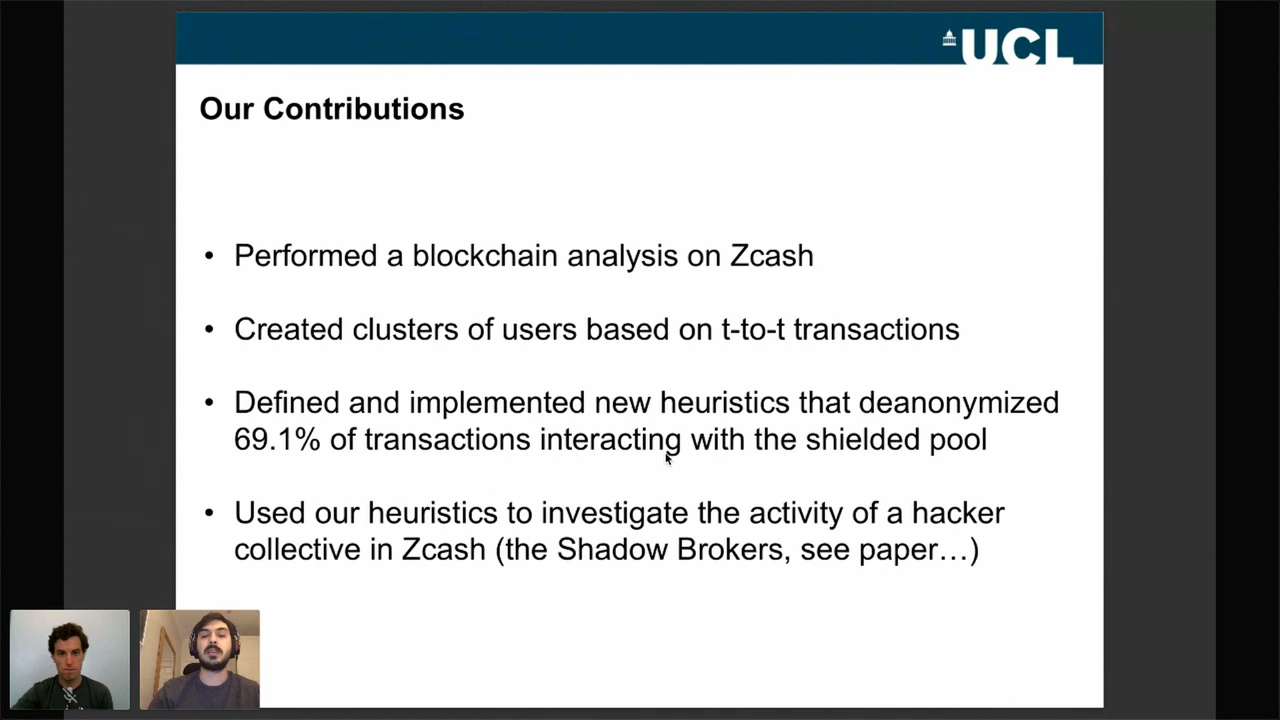 UCL
Our Contributions
• Performed a blockchain analysis on Zcash
• Created clusters of users based on t-to-t transactions
• Defined and implemented new heuristics that deanonymized
69.1% of transactions interacting with the shielded pool
• Used our heuristics to investigate the activity of a hacker
collective in Zcash (the Shadow Brokers, see paper…)